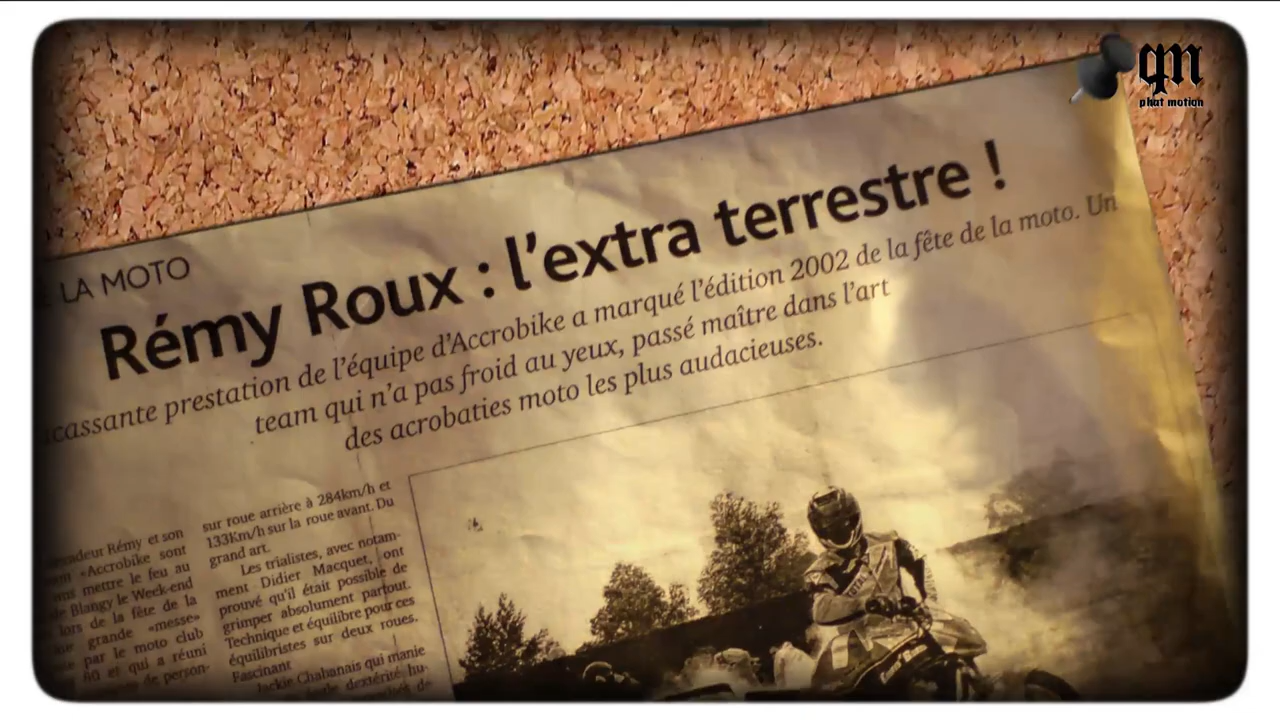 qm
phat motion
LA MOTO
Rémy Roux : l'extra terrestre !
prestation de l'équipe d'Accrobike a marqué l'édition 2002 de la fête de la moto. Un
team qui n'a pas froid au yeux, passé maître dans l'art
des acrobaties moto les plus audacieuses.
Rémy et son
«Accrobike sont
mettre le feu au
Blangy le Week-end
lors de la fête de la
grande «messe»
par le moto club
80 et qui a réuni
de person-
sur roue arrière à 284km/h et
133Km/h sur la roue avant. Du
grand art.
Les trialistes, avec notam-
ment Didier Macquet, ont
prouvé qu'il était possible de
grimper absolument partout.
Technique et équilibre pour ces
équilibristes sur deux roues.
Fascinant
Jackie Chabanais qui manie
dextérité, hu-